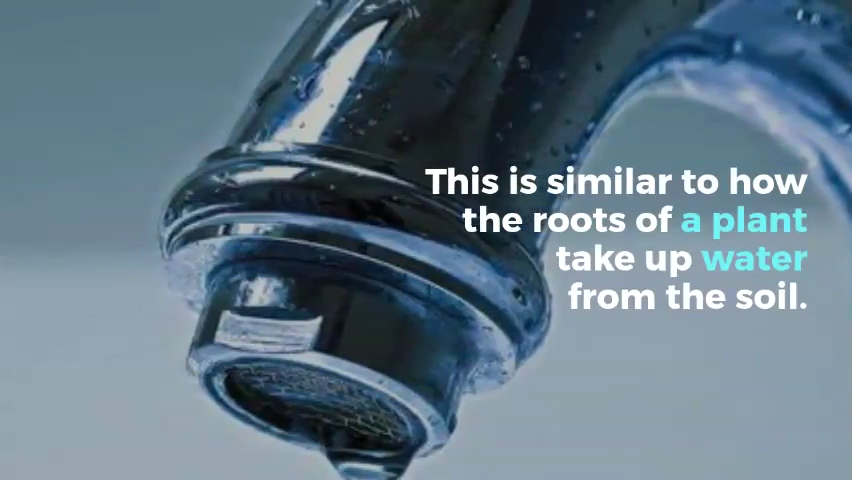 This is similar to how
the roots of a plant
take up water
from the soil.